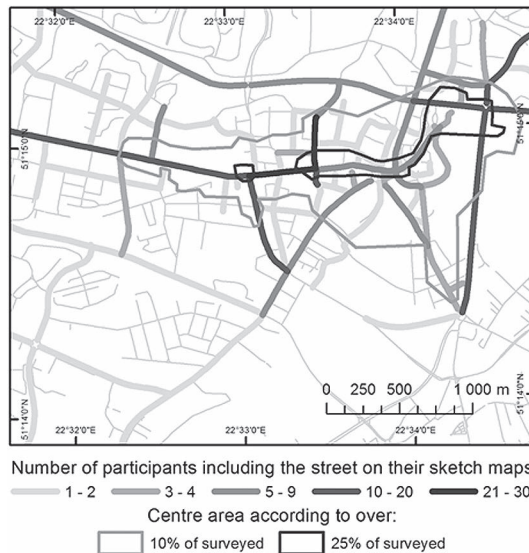 22°32'0"E 22°33'0"E 22°34'0"E
51°15'0"N
51°15'0"N
0 250 500 1 000 m
51°14'0"N
51°14'0"N
22°32'0"E 22°33'0"E 22°34'0"E
Number of participants including the street on their sketch maps
1 - 2 3 - 4 5 - 9 10 - 20 21 - 30
Centre area according to over:
10% of surveyed 25% of surveyed